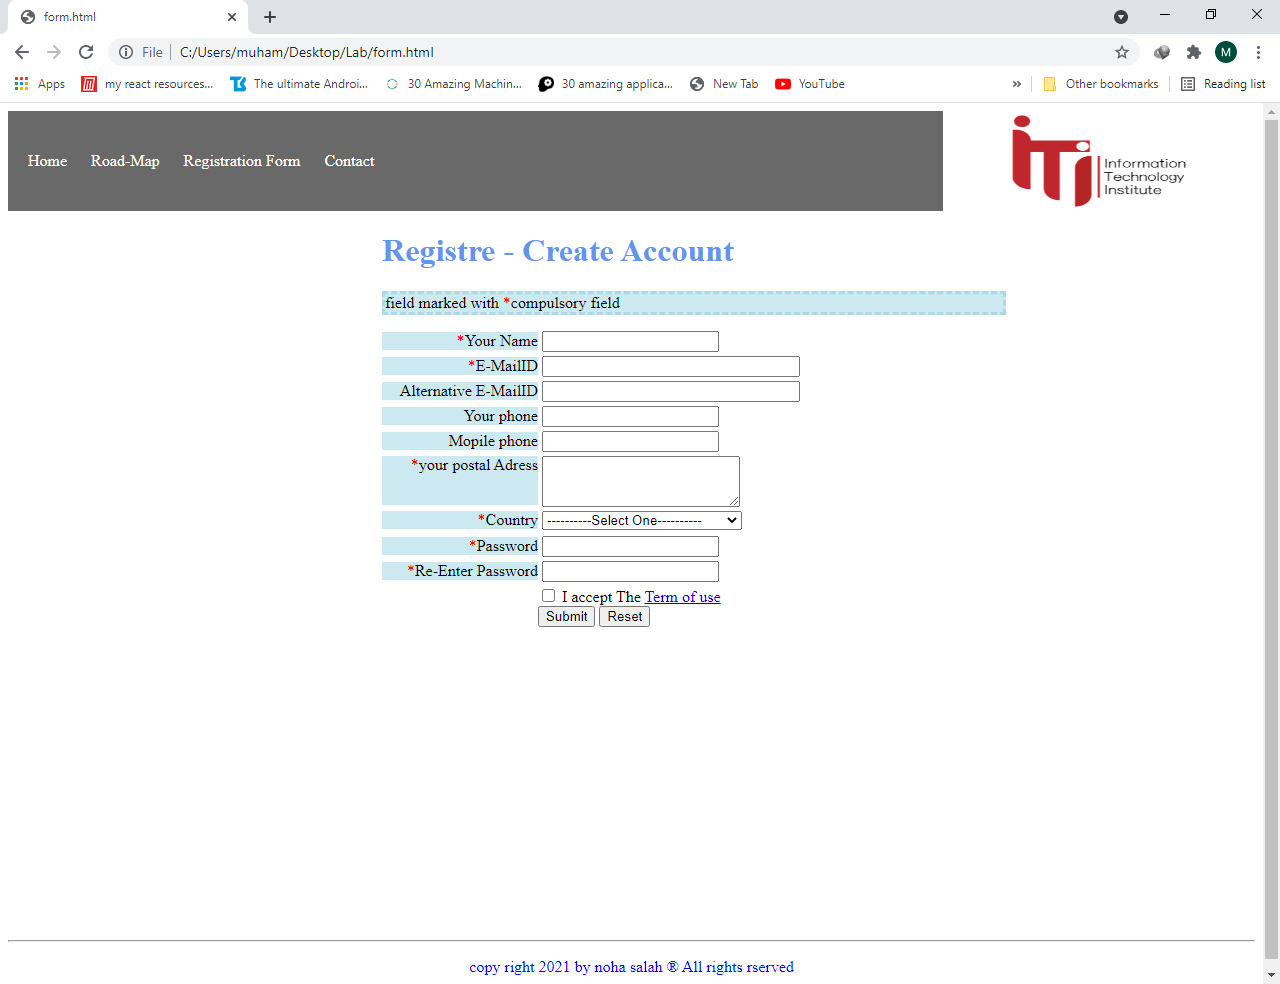 form.html
File C:/Users/muham/Desktop/Lab/form.html
M
Apps my react resources... The ultimate Androi... 30 Amazing Machin... 30 amazing applica... New Tab YouTube » Other bookmarks Reading list
Home Road-Map Registration Form Contact
iTi Information
Technology
Institute
Registre - Create Account
field marked with *compulsory field
*Your Name
*E-MailID
Alternative E-MailID
Your phone
Mopile phone
*your postal Adress
*Country ----------Select One----------
*Password
*Re-Enter Password
I accept The Term of use
Submit Reset
copy right 2021 by noha salah ® All rights rserved